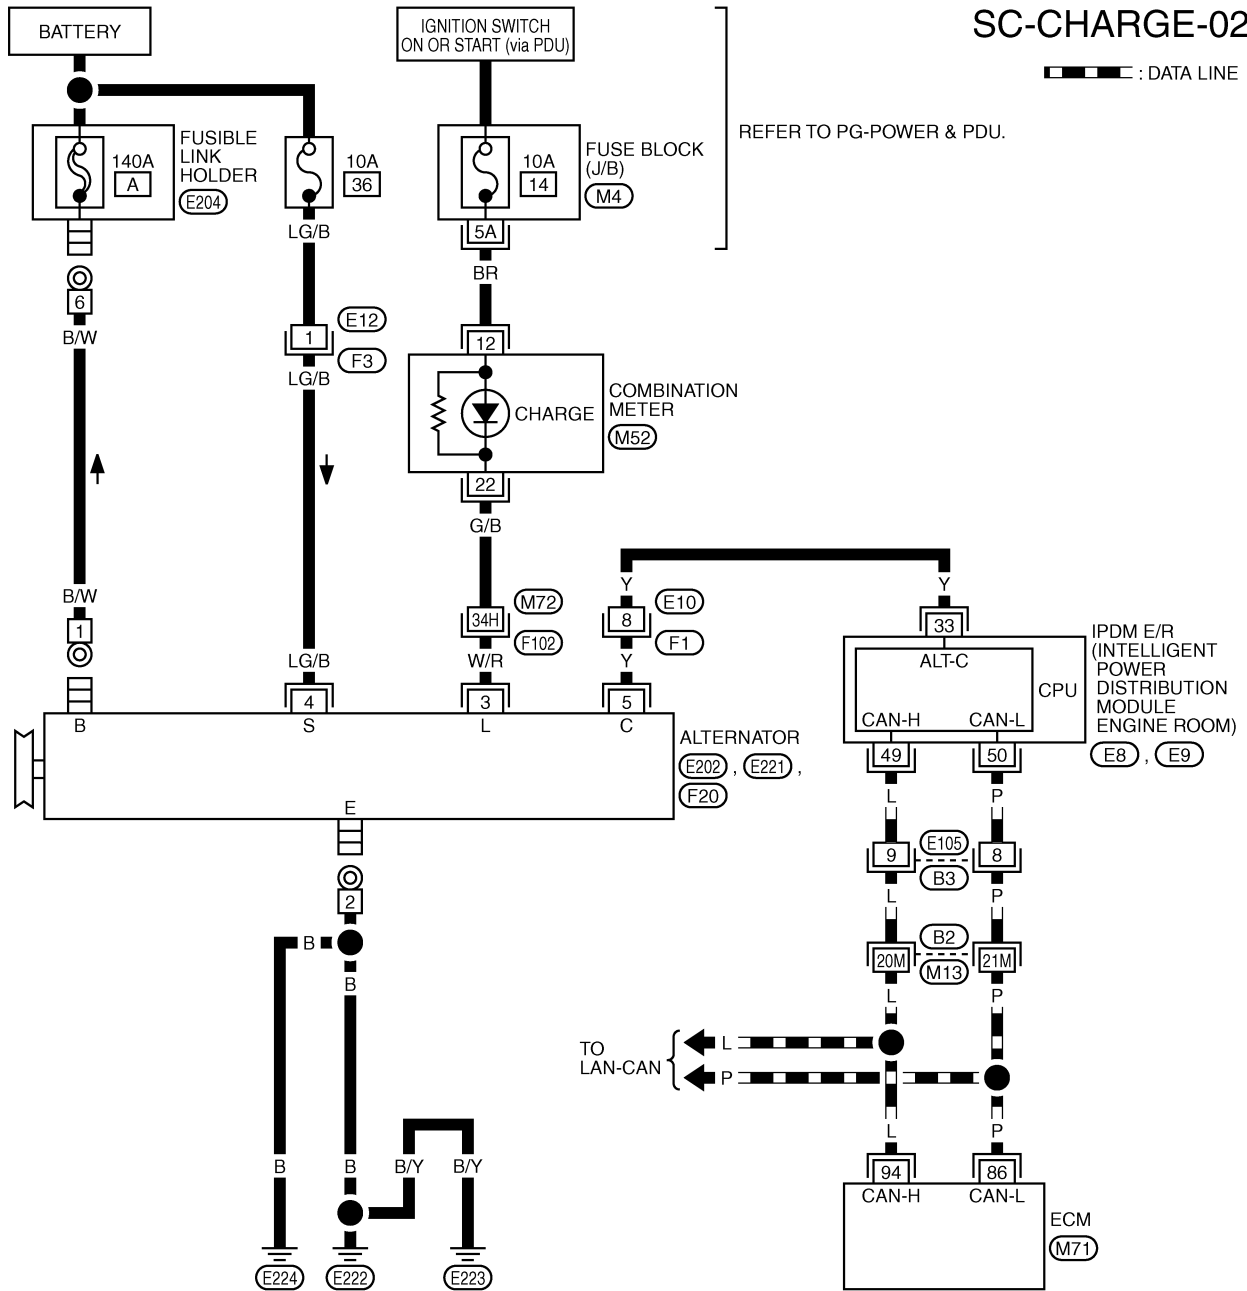 SC-CHARGE-02
: DATA LINE
BATTERY
IGNITION SWITCH
ON OR START (via PDU)
REFER TO PG-POWER & PDU.
140A
A
FUSIBLE
LINK
HOLDER
E204
10A
36
10A
14
FUSE BLOCK
(J/B)
M4
LG/B
5A
BR
6
B/W
1
E12
F3
LG/B
12
CHARGE
COMBINATION
METER
M52
22
G/B
B/W
1
LG/B
34H
M72
F102
W/R
Y
8
E10
F1
Y
Y
33
ALT-C
CPU
CAN-H
CAN-L
IPDM E/R
(INTELLIGENT
POWER
DISTRIBUTION
MODULE
ENGINE ROOM)
E8 , E9
4
3
5
B
S
L
C
ALTERNATOR
E202 , E221 ,
F20
E
2
49
50
L
P
9
E105
B3
8
L
P
20M
B2
M13
21M
L
P
B
B
TO
LAN-CAN
L
P
L
P
94
86
CAN-H
CAN-L
ECM
M71
B
B
B/Y
B/Y
E224
E222
E223